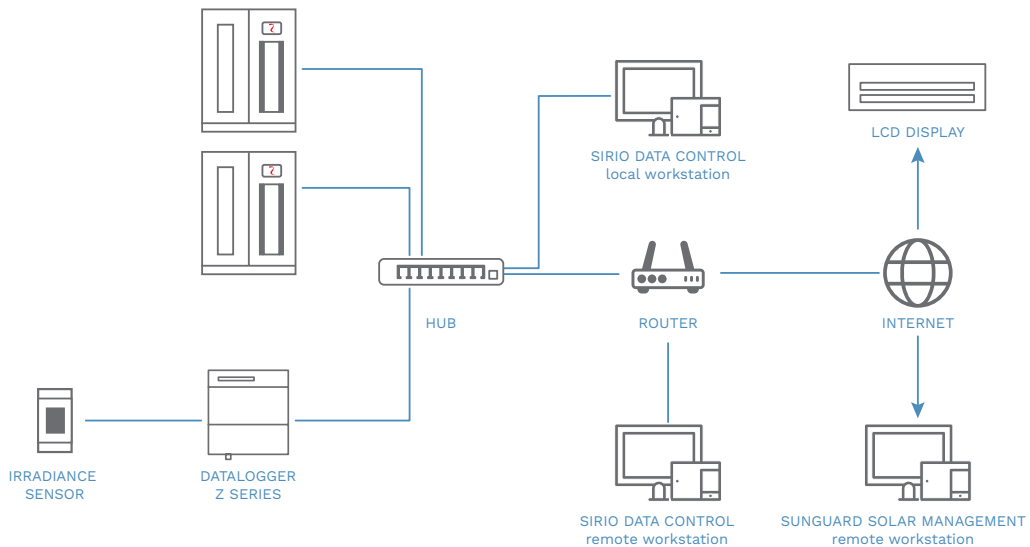 SIRIO DATA CONTROL
local workstation
LCD DISPLAY
HUB
ROUTER
INTERNET
IRRADIANCE
SENSOR
DATALOGGER
Z SERIES
SIRIO DATA CONTROL
remote workstation
SUNGUARD SOLAR MANAGEMENT
remote workstation